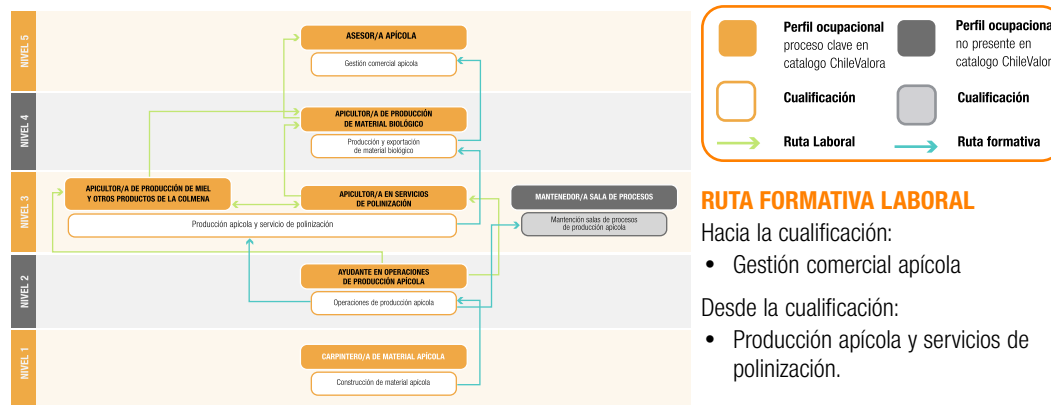 NIVEL 5
ASESOR/A APÍCOLA
Gestión comercial apícola
NIVEL 4
APICULTOR/A DE PRODUCCIÓN
DE MATERIAL BIOLÓGICO
Producción y exportación
de material biológico
NIVEL 3
APICULTOR/A DE PRODUCCIÓN DE MIEL
Y OTROS PRODUCTOS DE LA COLMENA
APICULTOR/A EN SERVICIOS
DE POLINIZACIÓN
MANTENEDOR/A SALA DE PROCESOS
Producción apícola y servicio de polinización
Mantención salas de procesos
de producción apícola
NIVEL 2
AYUDANTE EN OPERACIONES
DE PRODUCCIÓN APÍCOLA
Operaciones de producción apícola
NIVEL 1
CARPINTERO/A DE MATERIAL APÍCOLA
Construcción de material apícola
Perfil ocupacional
proceso clave en
catalogo ChileValora
Perfil ocupaciona
no presente en
catalogo ChileValor
Cualificación
Cualificación
Ruta Laboral
Ruta formativa
RUTA FORMATIVA LABORAL
Hacia la cualificación:
• Gestión comercial apícola
Desde la cualificación:
• Producción apícola y servicios de
polinización.